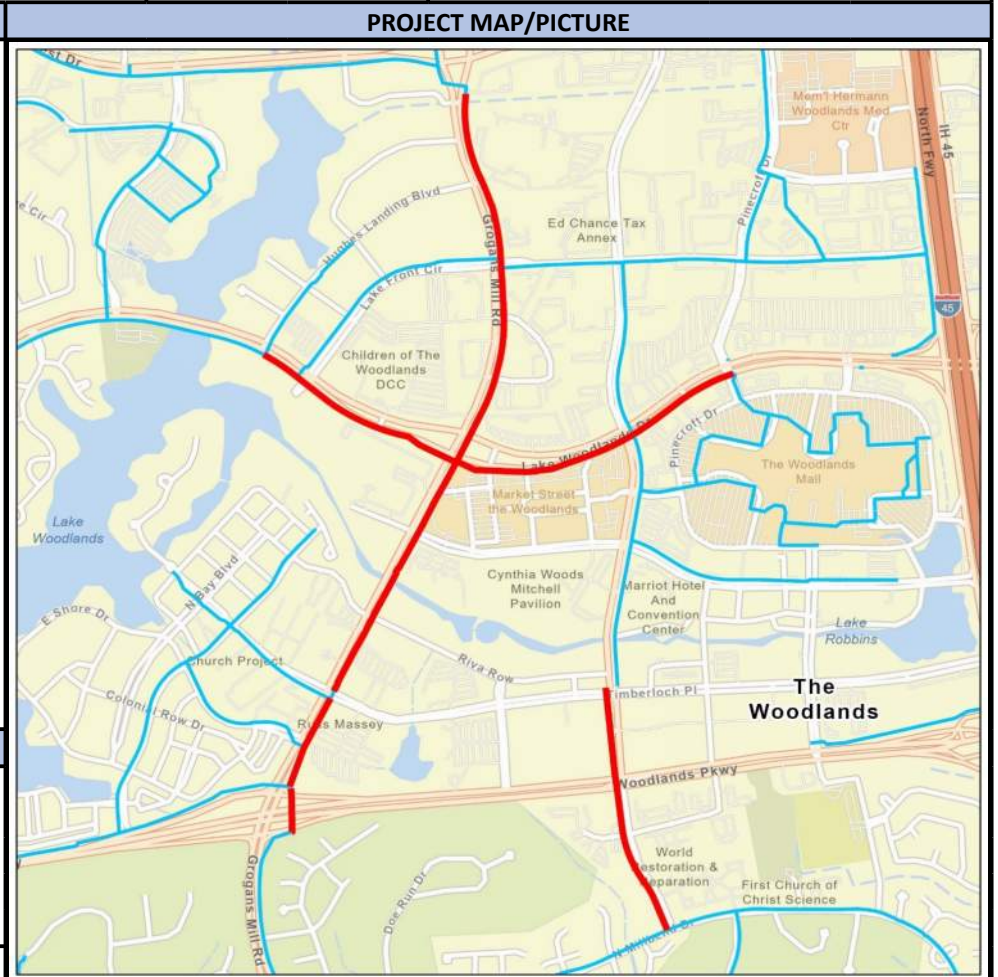 PROJECT MAP/PICTURE
Mem'l Hermann
Woodlands Med
Ctr
North Fwy
IH 45
Pinecroft Dr
Hughes Landing Blvd
Grogans Mill Rd
Ed Chance Tax
Annex
Lake Front Cir
45
Children of The
Woodlands
DCC
Lake Woodlands Dr
Pinecroft Dr
The Woodlands
Mall
Market Street
the Woodlands
Lake
Woodlands
N Bay Blvd
Cynthia Woods
Mitchell
Pavilion
Marriot Hotel
And
Convention
Center
E Shore Dr
Lake
Robbins
Church Project
Riva Row
Timberloch Pl
The
Woodlands
Colonial Row Dr
Russ Massey
Woodlands Pkwy
World
Restoration &
Separation
First Church of
Christ Science
Grogans Mill Rd
Doe Run Dr
N Millbend Dr